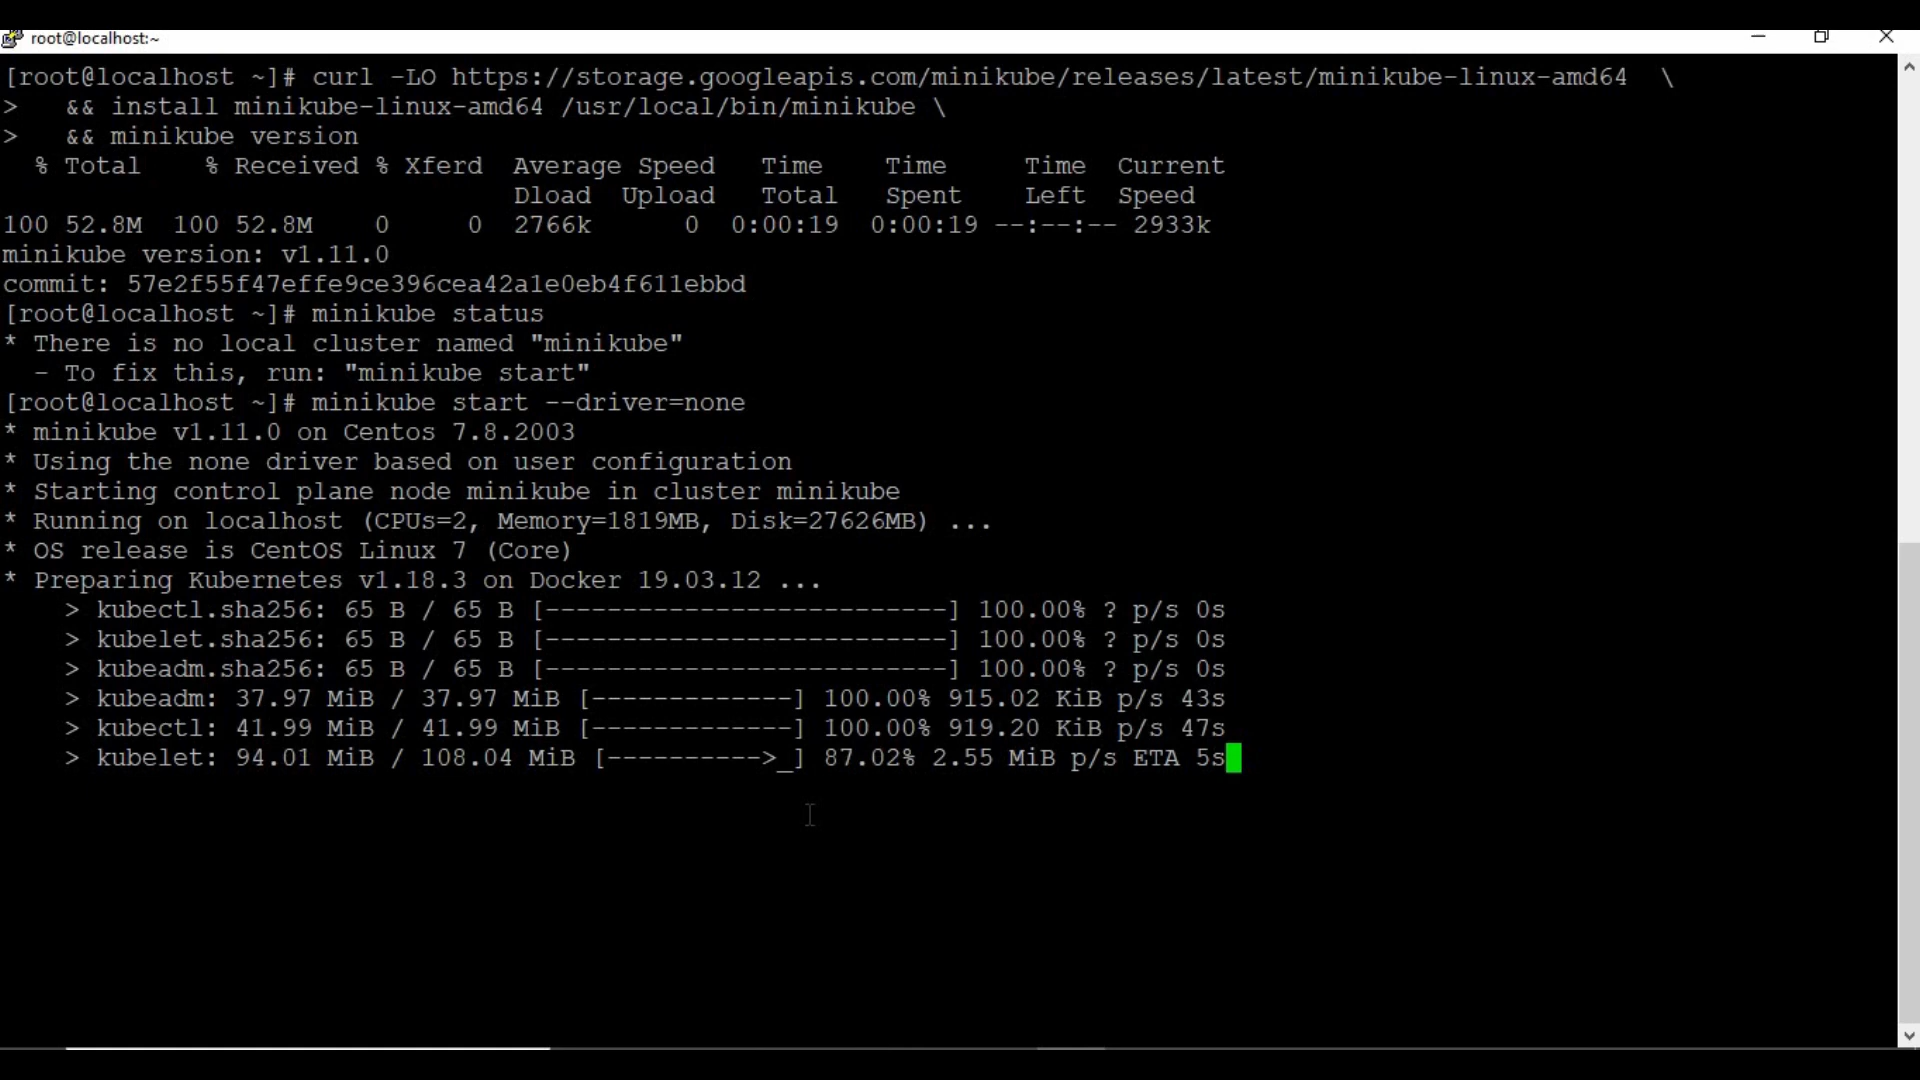 root@localhost:~
[root@localhost ~]# curl -LO https://storage.googleapis.com/minikube/releases/latest/minikube-linux-amd64  \
>   && install minikube-linux-amd64 /usr/local/bin/minikube \
>   && minikube version
  % Total    % Received % Xferd  Average Speed   Time    Time     Time  Current
                                 Dload  Upload   Total   Spent    Left  Speed
100 52.8M  100 52.8M    0     0  2766k      0  0:00:19  0:00:19 --:--:-- 2933k
minikube version: v1.11.0
commit: 57e2f55f47effe9ce396cea42a1e0eb4f611ebbd
[root@localhost ~]# minikube status
* There is no local cluster named "minikube"
  - To fix this, run: "minikube start"
[root@localhost ~]# minikube start --driver=none
* minikube v1.11.0 on Centos 7.8.2003
* Using the none driver based on user configuration
* Starting control plane node minikube in cluster minikube
* Running on localhost (CPUs=2, Memory=1819MB, Disk=27626MB) ...
* OS release is CentOS Linux 7 (Core)
* Preparing Kubernetes v1.18.3 on Docker 19.03.12 ...
    > kubectl.sha256: 65 B / 65 B [--------------------------] 100.00% ? p/s 0s
    > kubelet.sha256: 65 B / 65 B [--------------------------] 100.00% ? p/s 0s
    > kubeadm.sha256: 65 B / 65 B [--------------------------] 100.00% ? p/s 0s
    > kubeadm: 37.97 MiB / 37.97 MiB [-------------] 100.00% 915.02 KiB p/s 43s
    > kubectl: 41.99 MiB / 41.99 MiB [-------------] 100.00% 919.20 KiB p/s 47s
    > kubelet: 94.01 MiB / 108.04 MiB [---------->_] 87.02% 2.55 MiB p/s ETA 5s